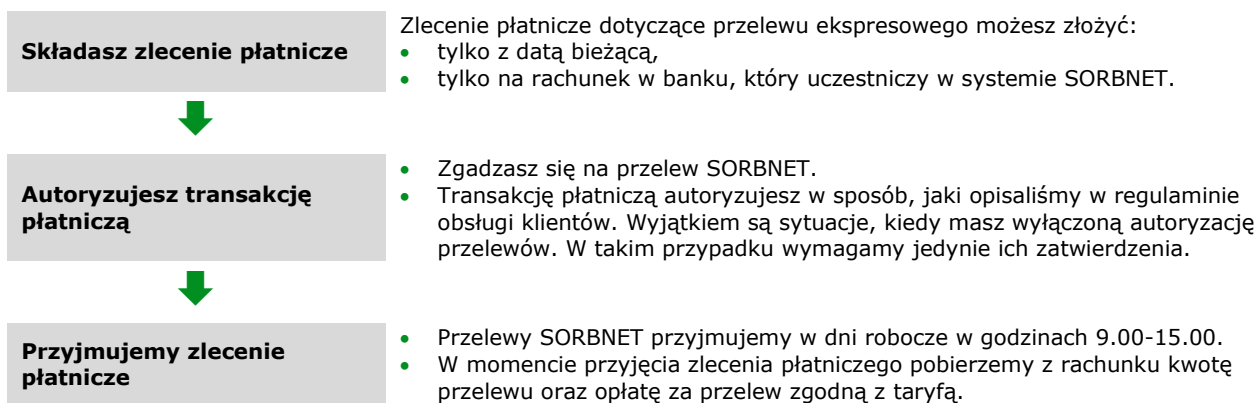 Składasz zlecenie płatnicze
Zlecenie płatnicze dotyczące przelewu ekspresowego możesz złożyć:
• tylko z datą bieżącą,
• tylko na rachunek w banku, który uczestniczy w systemie SORBNET.
Autoryzujesz transakcję
płatniczą
• Zgadzasz się na przelew SORBNET.
• Transakcję płatniczą autoryzujesz w sposób, jaki opisaliśmy w regulaminie
obsługi klientów. Wyjątkiem są sytuacje, kiedy masz wyłączoną autoryzację
przelewów. W takim przypadku wymagamy jedynie ich zatwierdzenia.
Przyjmujemy zlecenie
płatnicze
• Przelewy SORBNET przyjmujemy w dni robocze w godzinach 9.00-15.00.
• W momencie przyjęcia zlecenia płatniczego pobierzemy z rachunku kwotę
przelewu oraz opłatę za przelew zgodną z taryfą.